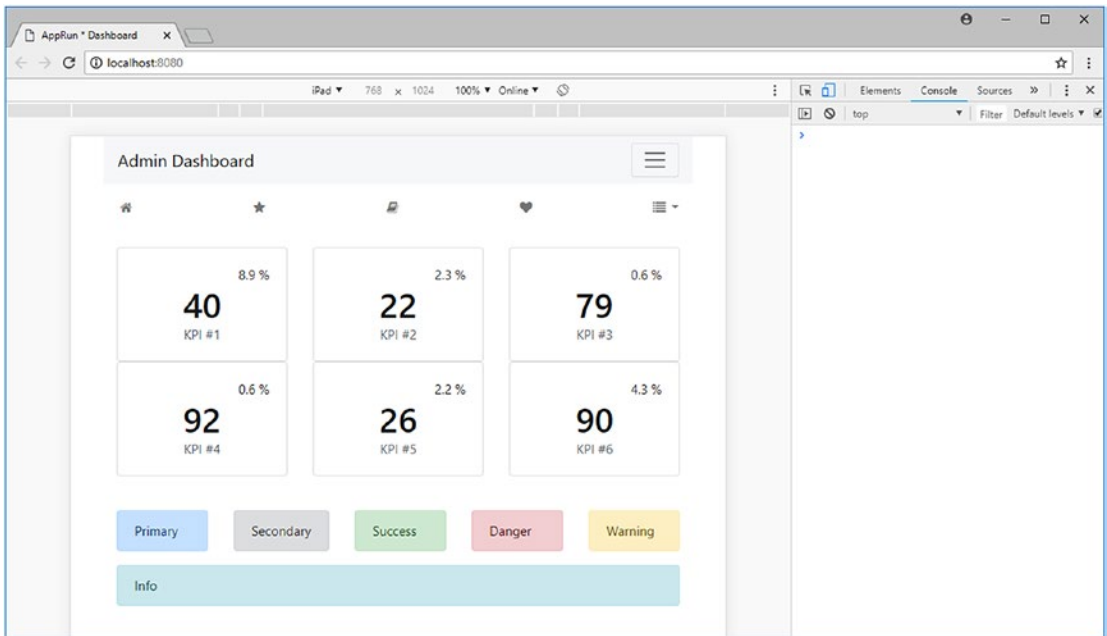 AppRun * Dashboard
localhost:8080
iPad 768 x 1024 100% Online
Elements Console Sources
top Filter Default levels
Admin Dashboard
8.9 % 2.3 % 0.6 %
40 22 79
KPI #1 KPI #2 KPI #3
0.6 % 2.2 % 4.3 %
92 26 90
KPI #4 KPI #5 KPI #6
Primary Secondary Success Danger Warning
Info